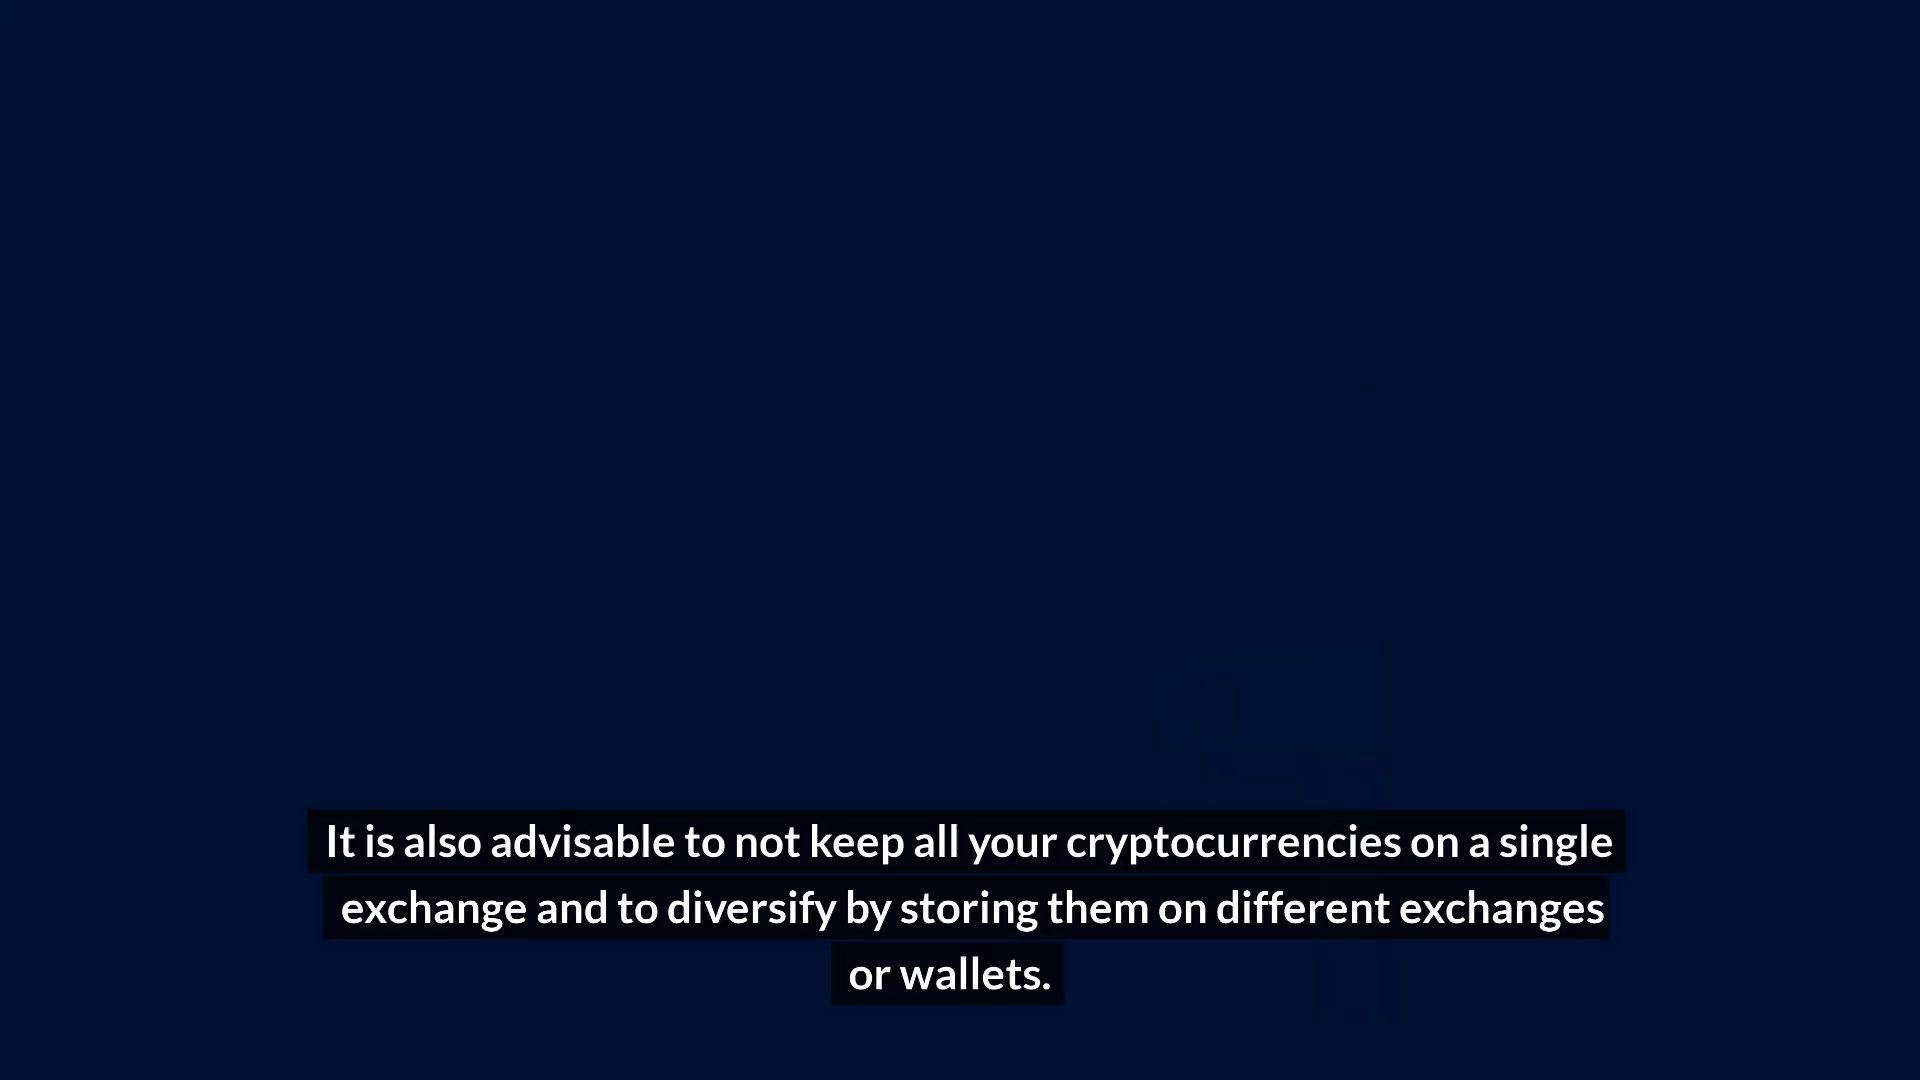 It is also advisable to not keep all your cryptocurrencies on a single
exchange and to diversify by storing them on different exchanges
or wallets.